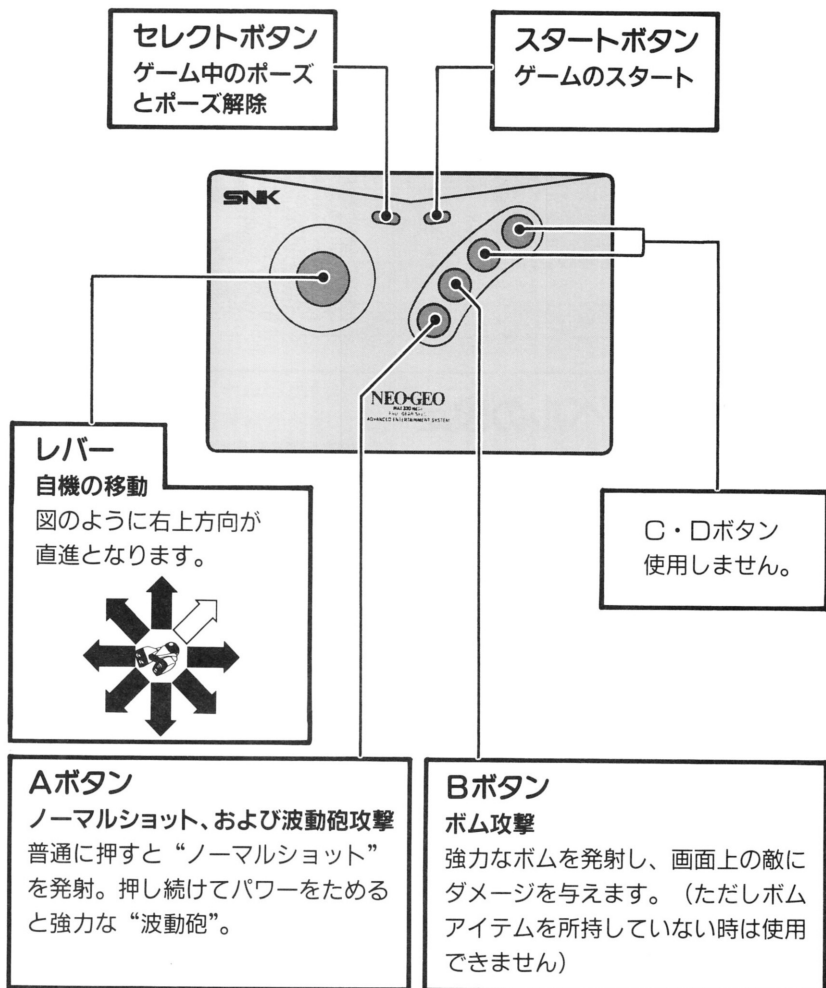 セレクトボタン
ゲーム中のポーズ
とポーズ解除
スタートボタン
ゲームのスタート
SNK
NEO•GEO
ADVANCED ENTERTAINMENT SYSTEM
レバー
自機の移動
図のように右上方向が
直進となります。
C・Dボタン
使用しません。
Aボタン
ノーマルショット、および波動砲攻撃
普通に押すと“ノーマルショット”
を発射。押し続けてパワーをためる
と強力な“波動砲”。
Bボタン
ボム攻撃
強力なボムを発射し、画面上の敵に
ダメージを与えます。（ただしボム
アイテムを所持していない時は使用
できません）